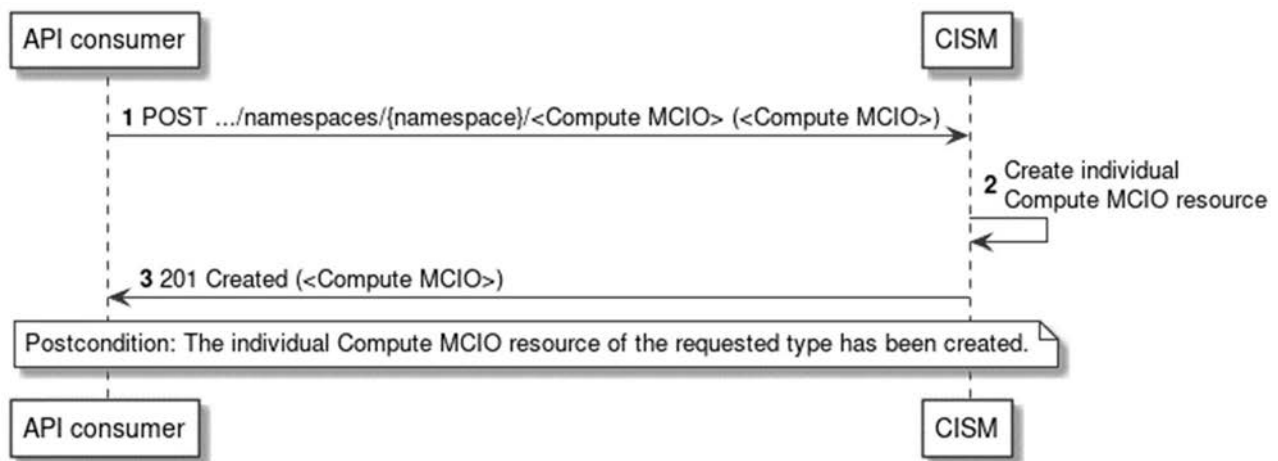 API consumer
CISM
1 POST .../namespaces/{namespace}/<Compute MCIO> (<Compute MCIO>)
2 Create individual
Compute MCIO resource
3 201 Created (<Compute MCIO>)
Postcondition: The individual Compute MCIO resource of the requested type has been created.
API consumer
CISM